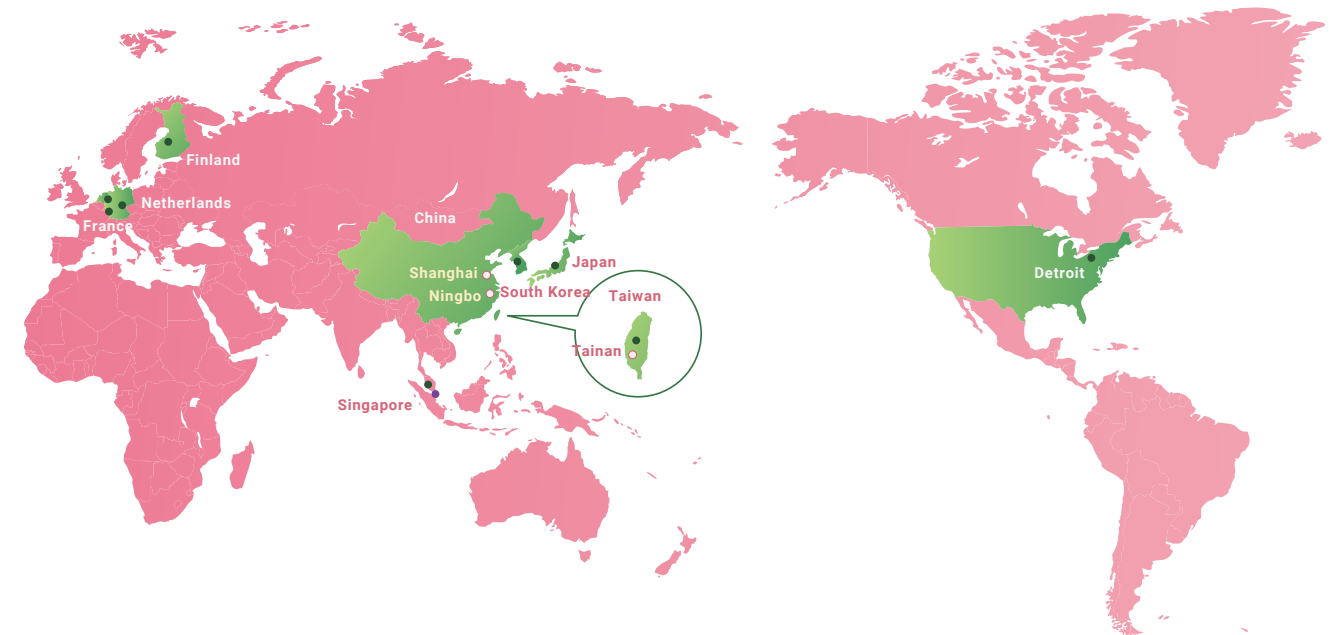 Finland
Netherlands
France
China
Japan
Shanghai
Detroit
Ningbo
South Korea
Taiwan
Tainan
Singapore